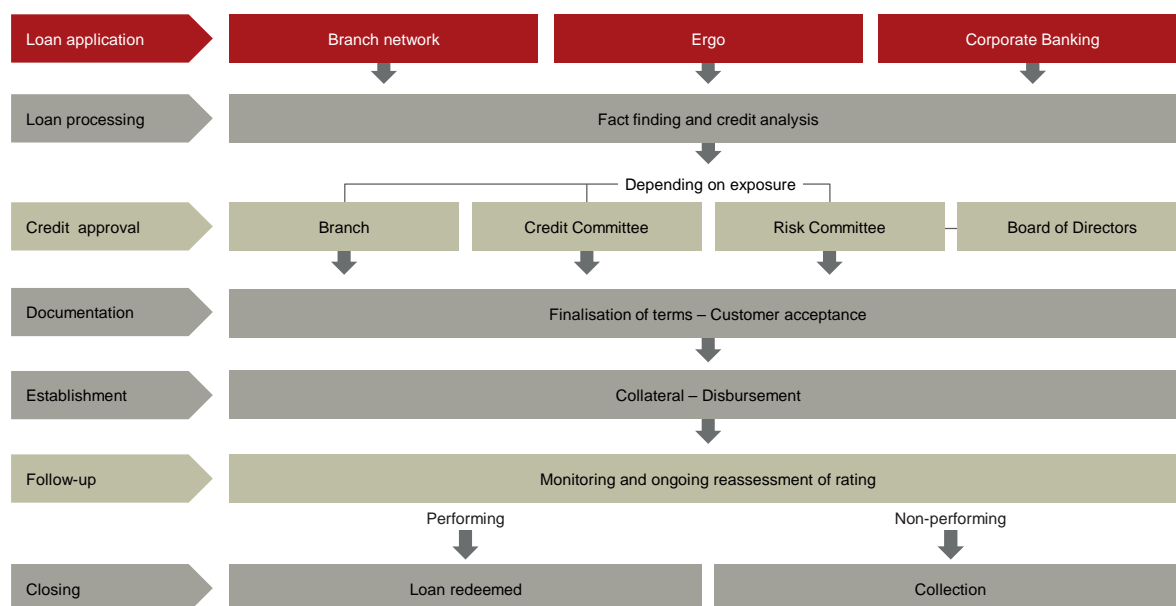 Loan application
Branch network
Ergo
Corporate Banking
Loan processing
Fact finding and credit analysis
Depending on exposure
Credit approval
Branch
Credit Committee
Risk Committee
Board of Directors
Documentation
Finalisation of terms – Customer acceptance
Establishment
Collateral – Disbursement
Follow-up
Monitoring and ongoing reassessment of rating
Performing
Non-performing
Closing
Loan redeemed
Collection